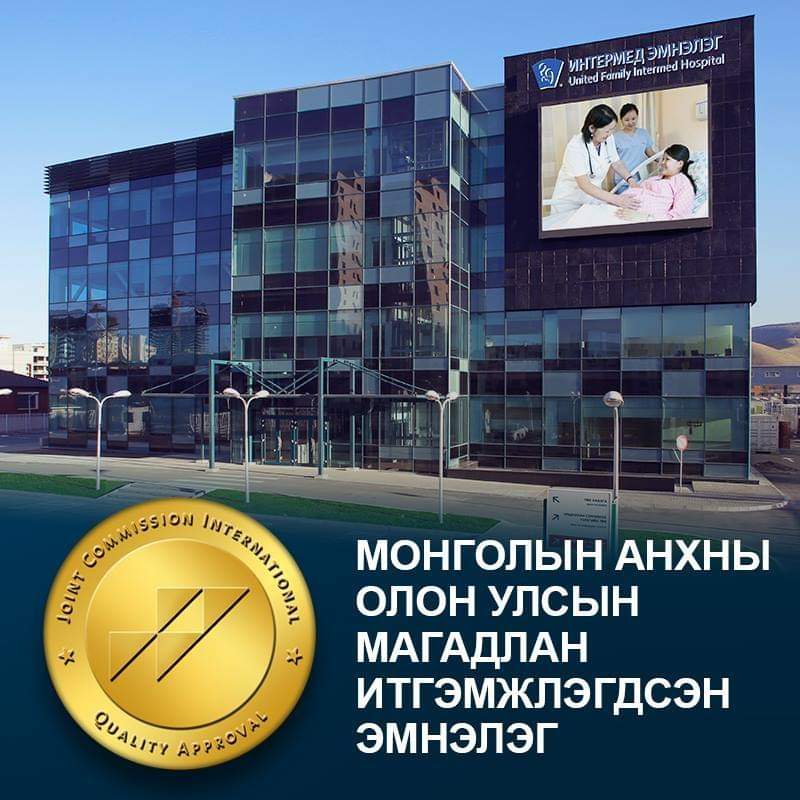 ИНТЕРМЕД ЭМНЭЛЭГ
United Family Intermed Hospital
JOINT COMMISSION INTERNATIONAL
QUALITY APPROVAL
МОНГОЛЫН АНХНЫ
ОЛОН УЛСЫН
МАГАДЛАН
ИТГЭМЖЛЭГДСЭН
ЭМНЭЛЭГ